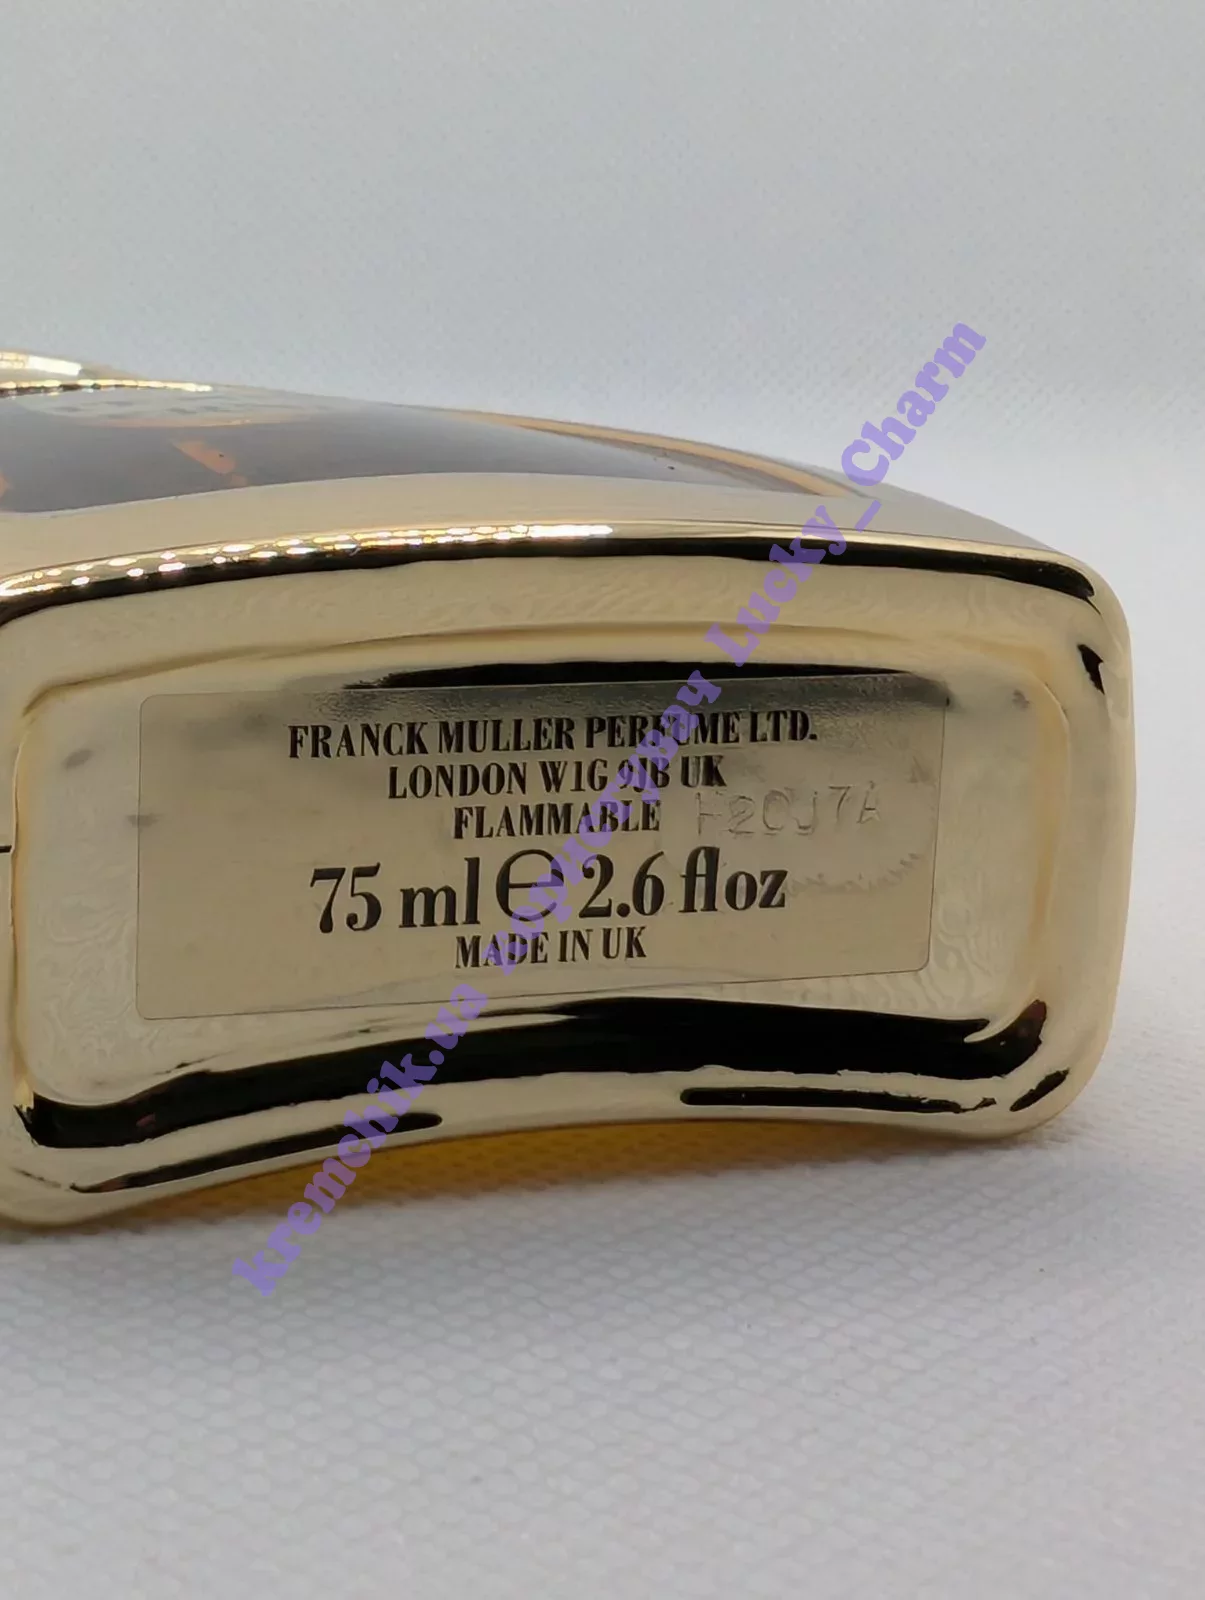 FRANCK MULLER PERFUME LTD.
LONDON W1G 9JB UK
FLAMMABLE
75 ml ℮ 2.6 fl oz
MADE IN UK
kremchik.ua користувач Lucky_Charm